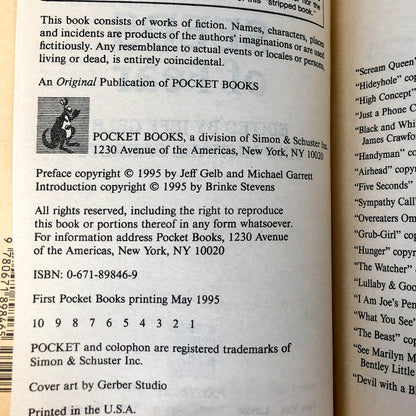 nor the
this "stripped book."
This book consists of works of fiction. Names, characters, places
and incidents are products of the authors' imaginations or are used
fictitiously. Any resemblance to actual events or locales or persons,
living or dead, is entirely coincidental.
An Original Publication of POCKET BOOKS
POCKET BOOKS, a division of Simon & Schuster Inc.
1230 Avenue of the Americas, New York, NY 10020
Preface copyright © 1995 by Jeff Gelb and Michael Garrett
Introduction copyright © 1995 by Brinke Stevens
All rights reserved, including the right to reproduce
this book or portions thereof in any form whatsoever.
For information address Pocket Books, 1230 Avenue
of the Americas, New York, NY 10020
ISBN: 0-671-89846-9
First Pocket Books printing May 1995
10 9 8 7 6 5 4 3 2 1
POCKET and colophon are registered trademarks of
Simon & Schuster Inc.
Cover art by Gerber Studio
Printed in the U.S.A.
9 780671 898465
"Scream Queen"
"Hideyhole" cop
"High Concept"
"Just a Phone C
"Black and Whi
James Crawfo
"Handyman" co
"Airhead" copyr
"Five Seconds"
"Sympathy Call"
"Overeaters Om
"Grub-Girl" cop
"Hunger" copyr
"The Watcher"
"Lullaby & Goo
"I Am Joe's Pen
"What You See"
"The Beast" cop
"See Marilyn M
Bentley Little
"Devil with a Bl